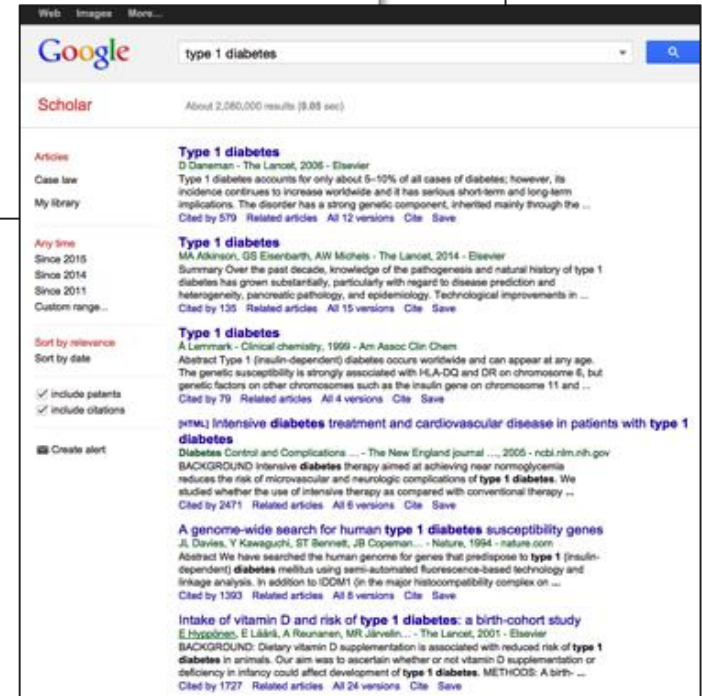 Web Images More...
Google
type 1 diabetes
Scholar
About 2,080,000 results (0.05 sec)
Articles
Case law
My library
Any time
Since 2015
Since 2014
Since 2011
Custom range...
Sort by relevance
Sort by date
include patents
include citations
Create alert
Type 1 diabetes
D Daneman - The Lancet, 2006 - Elsevier
Type 1 diabetes accounts for only about 5–10% of all cases of diabetes; however, its
incidence continues to increase worldwide and it has serious short-term and long-term
implications. The disorder has a strong genetic component, inherited mainly through the ...
Cited by 579 Related articles All 12 versions Cite Save
Type 1 diabetes
MA Atkinson, GS Eisenbarth, AW Michels - The Lancet, 2014 - Elsevier
Summary Over the past decade, knowledge of the pathogenesis and natural history of type 1
diabetes has grown substantially, particularly with regard to disease prediction and
heterogeneity, pancreatic pathology, and epidemiology. Technological improvements in ...
Cited by 135 Related articles All 15 versions Cite Save
Type 1 diabetes
Å Lernmark - Clinical chemistry, 1999 - Am Assoc Clin Chem
Abstract Type 1 (insulin-dependent) diabetes occurs worldwide and can appear at any age.
The genetic susceptibility is strongly associated with HLA-DQ and DR on chromosome 6, but
genetic factors on other chromosomes such as the insulin gene on chromosome 11 and ...
Cited by 79 Related articles All 4 versions Cite Save
[HTML] Intensive diabetes treatment and cardiovascular disease in patients with type 1
diabetes
Diabetes Control and Complications ... - The New England journal ..., 2005 - ncbi.nlm.nih.gov
BACKGROUND Intensive diabetes therapy aimed at achieving near normoglycemia
reduces the risk of microvascular and neurologic complications of type 1 diabetes. We
studied whether the use of intensive therapy as compared with conventional therapy ...
Cited by 2471 Related articles All 6 versions Cite Save
A genome-wide search for human type 1 diabetes susceptibility genes
JL Davies, Y Kawaguchi, ST Bennett, JB Copeman... - Nature, 1994 - nature.com
Abstract We have searched the human genome for genes that predispose to type 1 (insulin-
dependent) diabetes mellitus using semi-automated fluorescence-based technology and
linkage analysis. In addition to IDDM1 (in the major histocompatibility complex on ...
Cited by 1393 Related articles All 8 versions Cite Save
Intake of vitamin D and risk of type 1 diabetes: a birth-cohort study
E Hyppönen, E Läärä, A Reunanen, MR Järvelin... - The Lancet, 2001 - Elsevier
BACKGROUND: Dietary vitamin D supplementation is associated with reduced risk of type 1
diabetes in animals. Our aim was to ascertain whether or not vitamin D supplementation or
deficiency in infancy could affect development of type 1 diabetes. METHODS: A birth- ...
Cited by 1727 Related articles All 24 versions Cite Save